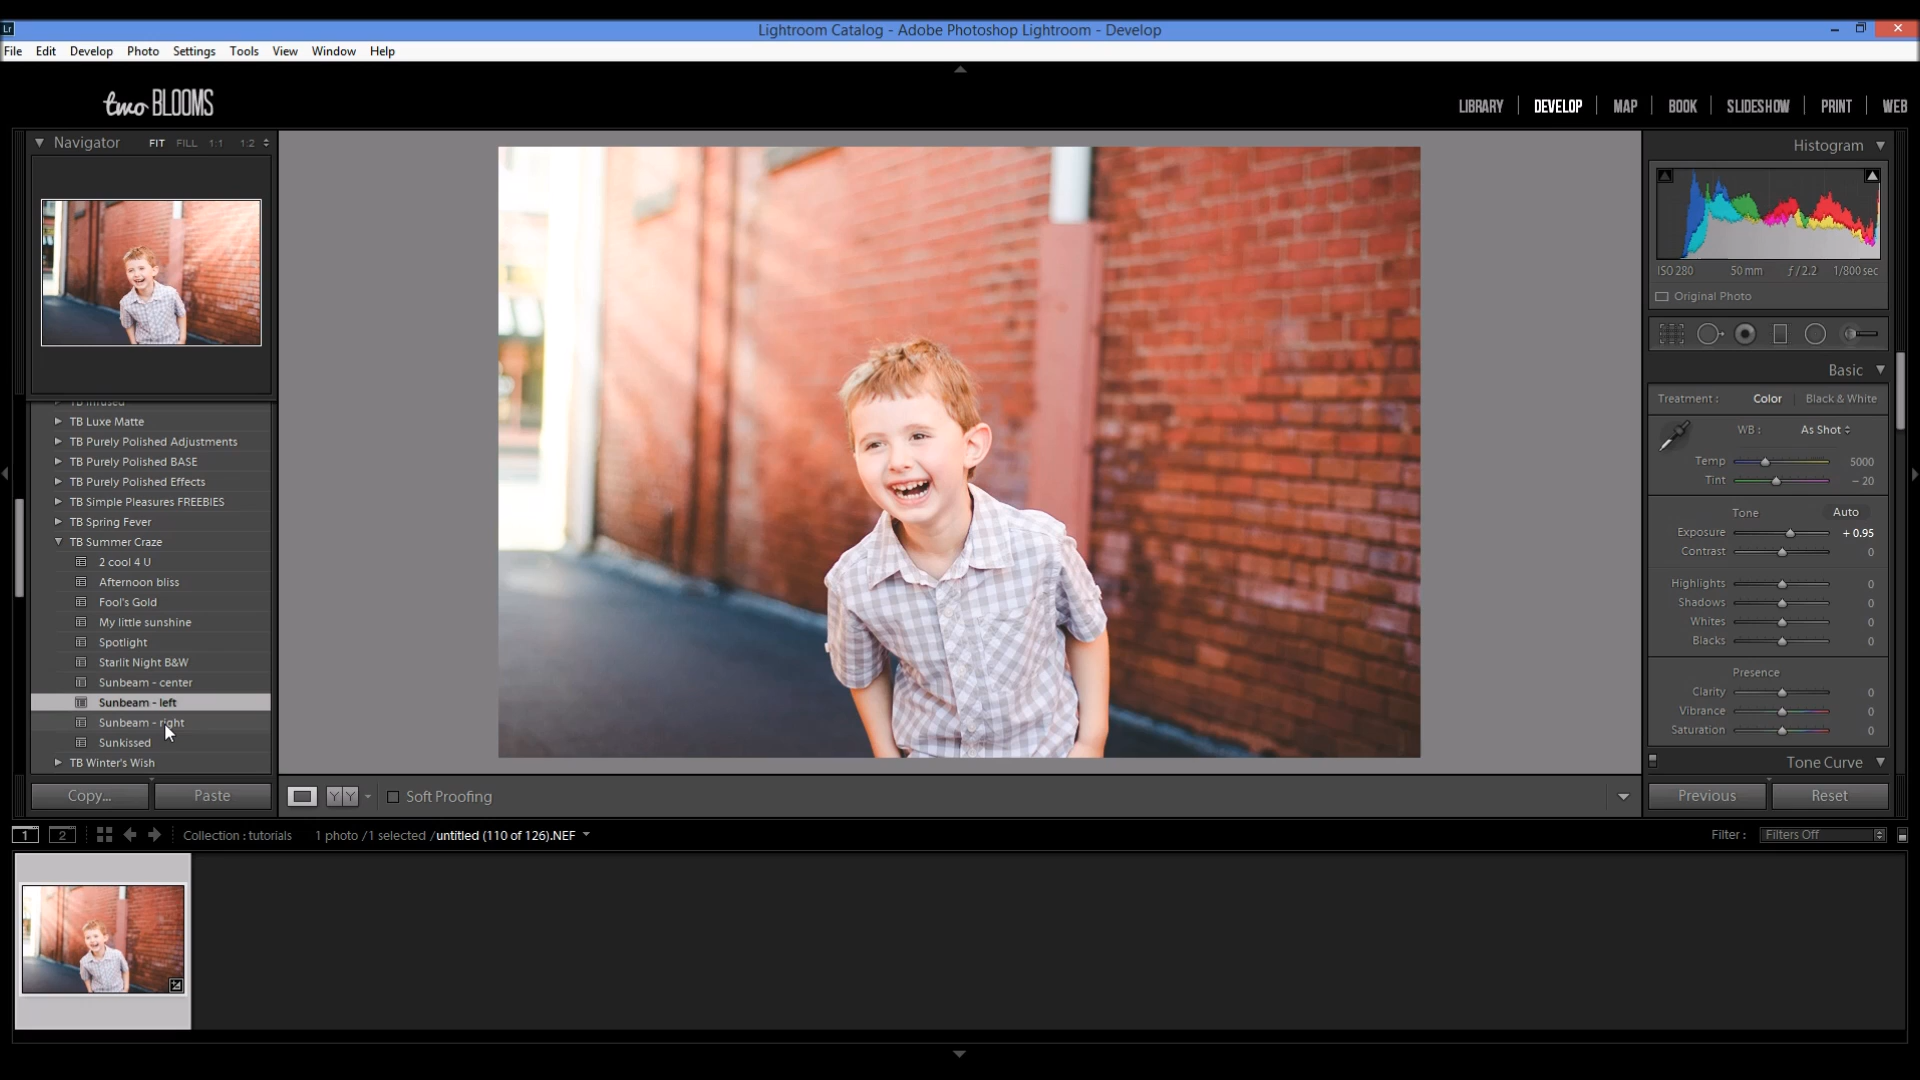 Lr
Lightroom Catalog - Adobe Photoshop Lightroom - Develop
File Edit Develop Photo Settings Tools View Window Help
two BLOOMS
LIBRARY DEVELOP MAP BOOK SLIDESHOW PRINT WEB
Navigator FIT FILL 1:1 1:2
TB Infused
TB Luxe Matte
TB Purely Polished Adjustments
TB Purely Polished BASE
TB Purely Polished Effects
TB Simple Pleasures FREEBIES
TB Spring Fever
TB Summer Craze
2 cool 4 U
Afternoon bliss
Fool's Gold
My little sunshine
Spotlight
Starlit Night B&W
Sunbeam - center
Sunbeam - left
Sunbeam - right
Sunkissed
TB Winter's Wish
Copy... Paste
YY Soft Proofing
Histogram
ISO 280 50 mm f / 2.2 1/800 sec
Original Photo
Basic
Treatment : Color Black & White
WB : As Shot
Temp 5000
Tint - 20
Tone Auto
Exposure + 0.95
Contrast 0
Highlights 0
Shadows 0
Whites 0
Blacks 0
Presence
Clarity 0
Vibrance 0
Saturation 0
Tone Curve
Previous Reset
1 2 Collection : tutorials 1 photo / 1 selected / untitled (110 of 126).NEF Filter : Filters Off